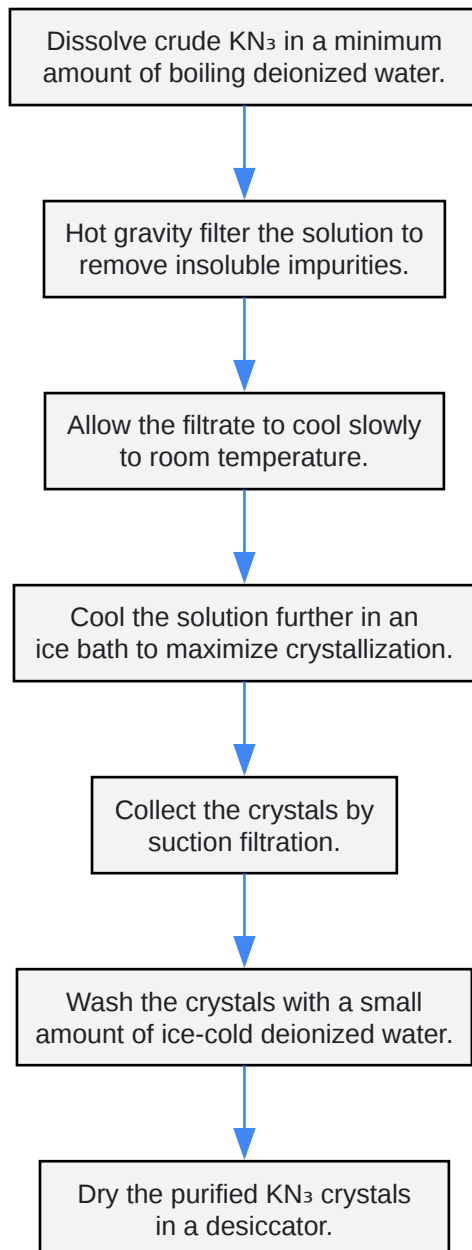 Dissolve crude KN₃ in a minimum
amount of boiling deionized water.
Hot gravity filter the solution to
remove insoluble impurities.
Allow the filtrate to cool slowly
to room temperature.
Cool the solution further in an
ice bath to maximize crystallization.
Collect the crystals by
suction filtration.
Wash the crystals with a small
amount of ice-cold deionized water.
Dry the purified KN₃ crystals
in a desiccator.